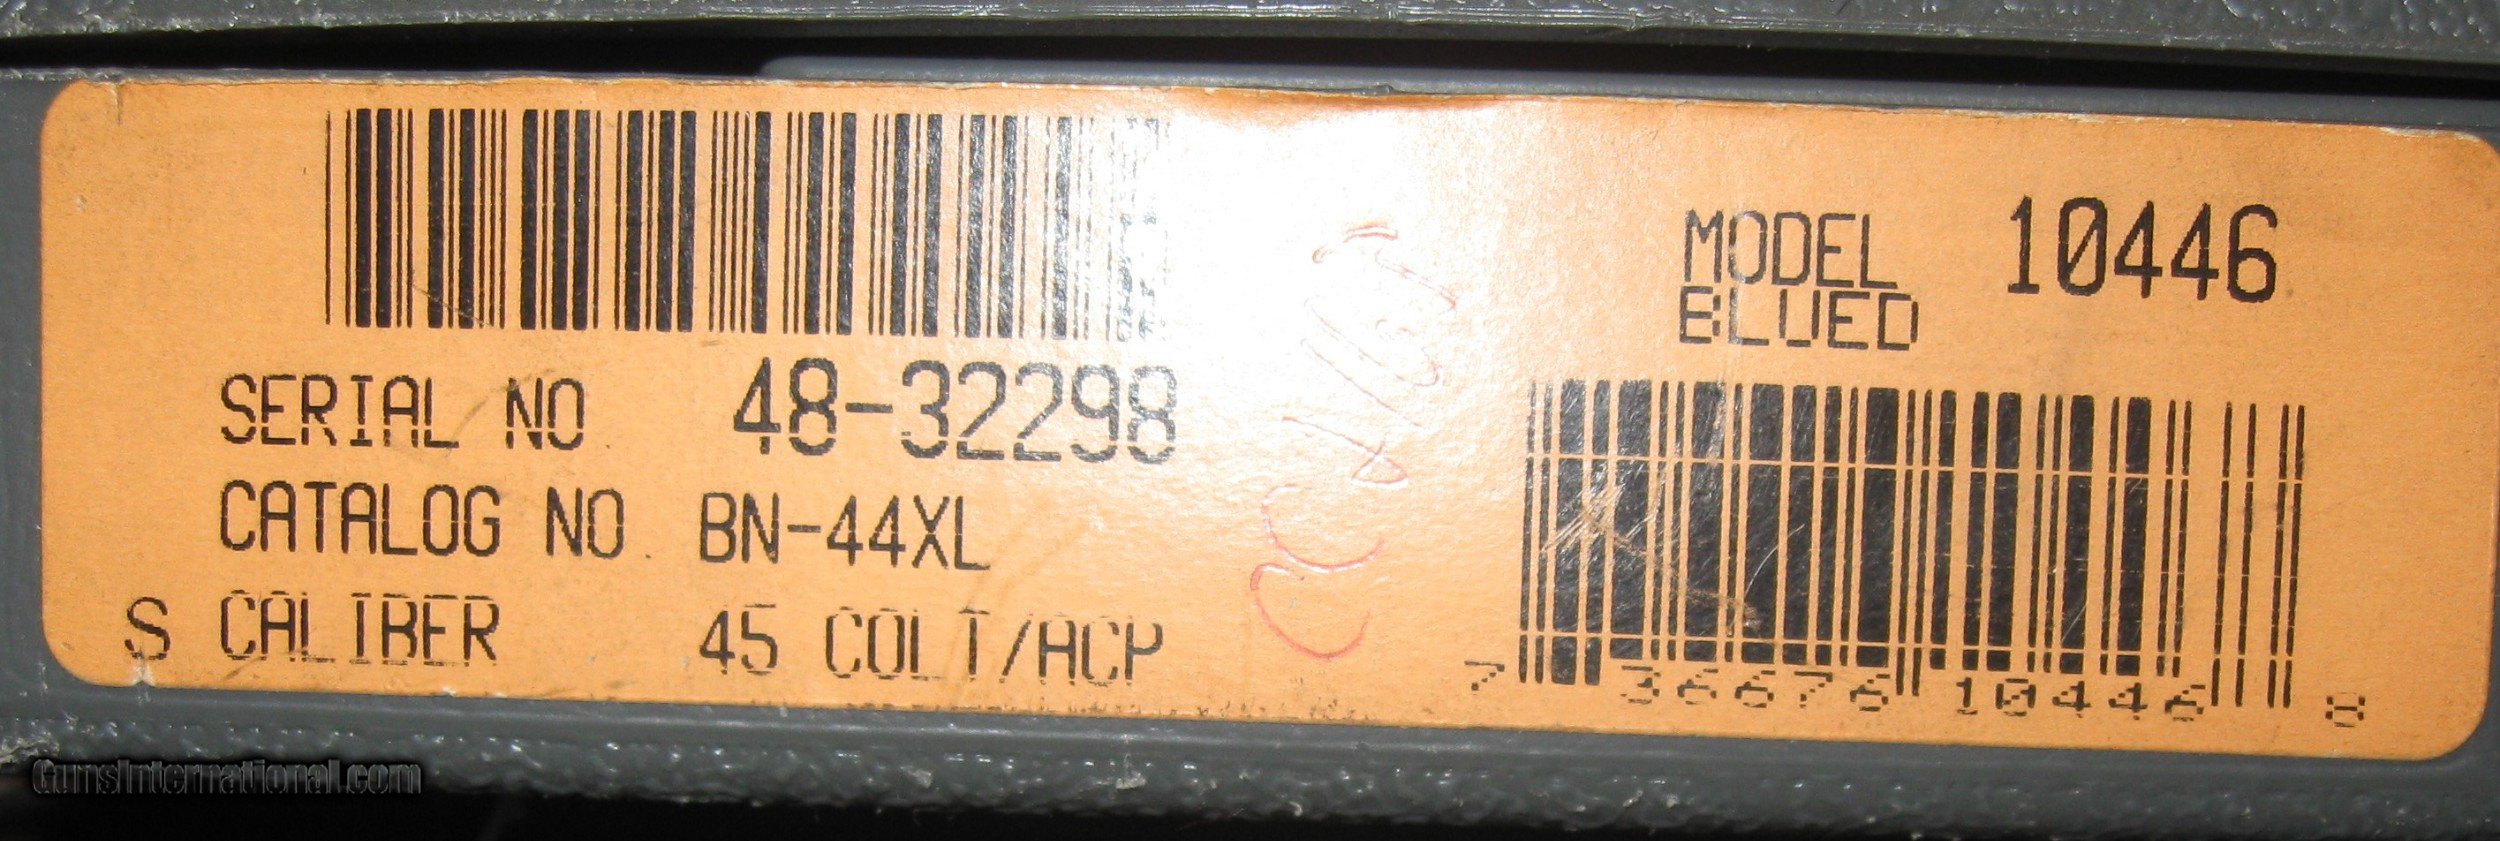 SERIAL NO 48-32298
CATALOG NO BN-44XL
S CALIBER 45 COLT/ACP
MODEL 10446
BLUED
7 36676 10446 8
GunsInternational.com